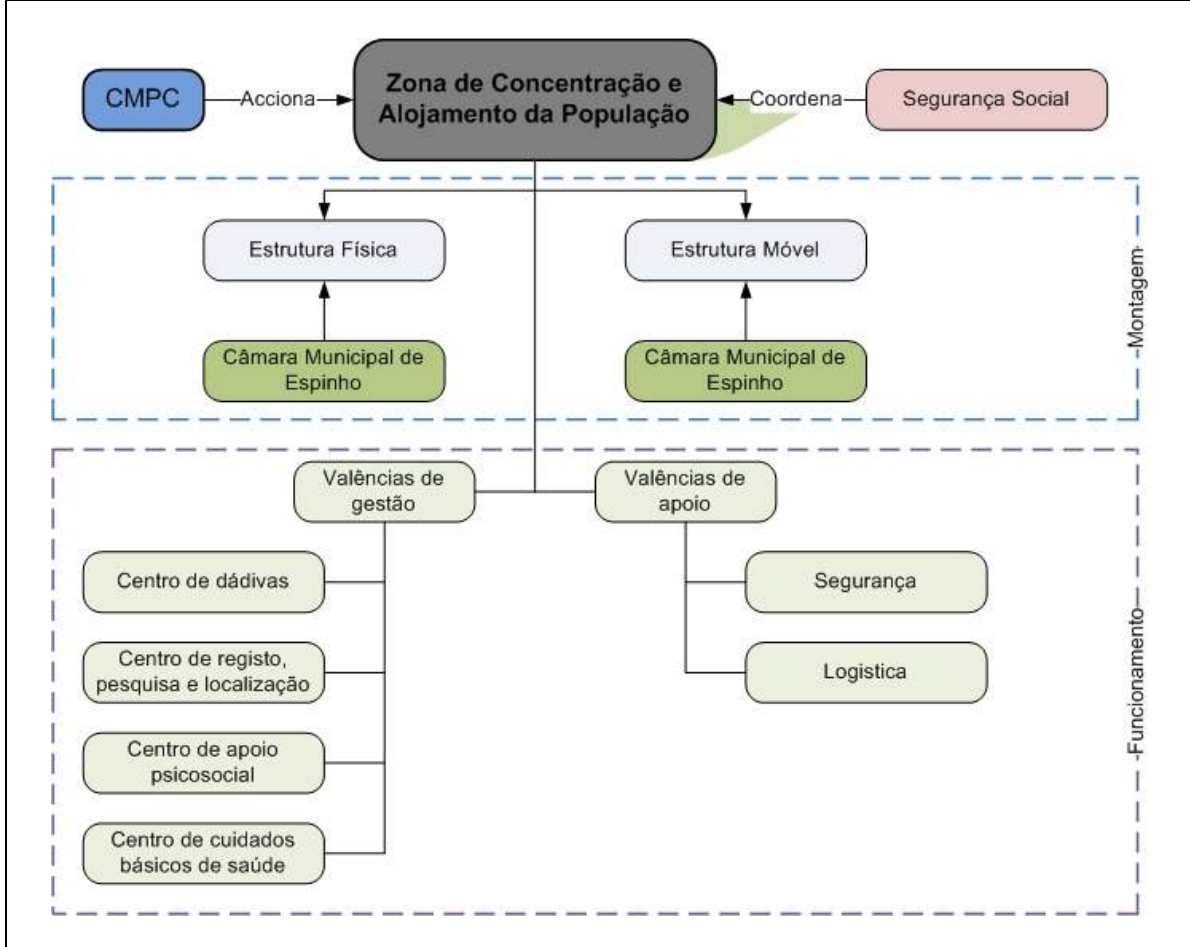 CMPC
Acciona
Zona de Concentração e
Alojamento da População
Coordena
Segurança Social
Estrutura Física
Estrutura Móvel
Câmara Municipal de
Espinho
Câmara Municipal de
Espinho
Montagem
Valências de
gestão
Valências de
apoio
Centro de dádivas
Centro de registo,
pesquisa e localização
Centro de apoio
psicosocial
Centro de cuidados
básicos de saúde
Segurança
Logistica
Funcionamento